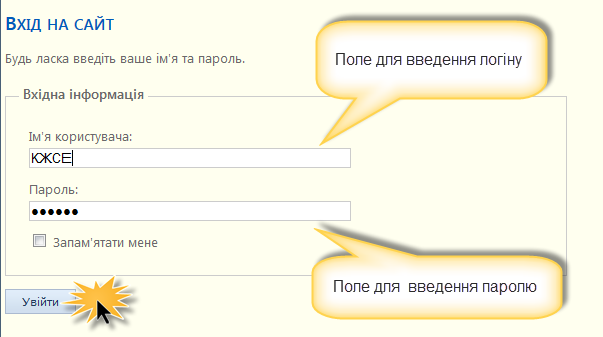 Вхід на сайт
Будь ласка введіть ваше ім'я та пароль.
Поле для введення логіну
Вхідна інформація
Ім'я користувача:
КЖСЕ
Пароль:
••••••
Запам'ятати мене
Поле для введення паролю
Увійти